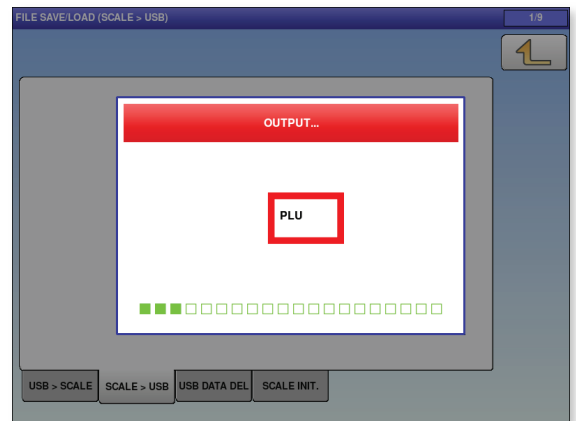 FILE SAVE/LOAD (SCALE > USB) 1/9
OUTPUT...
PLU
USB > SCALE SCALE > USB USB DATA DEL SCALE INIT.